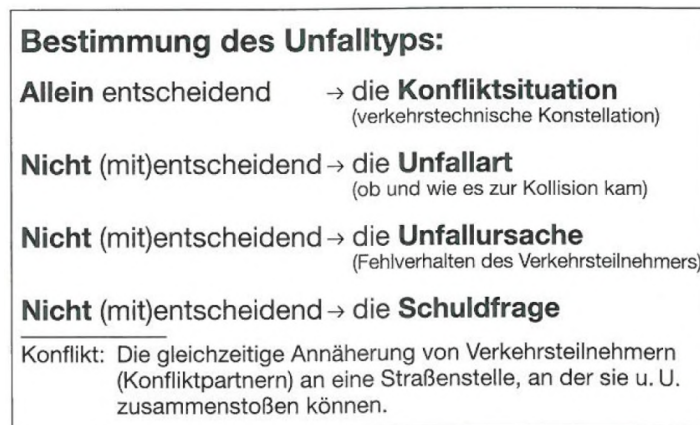 Bestimmung des Unfalltyps:
Allein entscheidend → die Konfliktsituation
(verkehrstechnische Konstellation)
Nicht (mit)entscheidend → die Unfallart
(ob und wie es zur Kollision kam)
Nicht (mit)entscheidend → die Unfallursache
(Fehlverhalten des Verkehrsteilnehmers)
Nicht (mit)entscheidend → die Schuldfrage
Konflikt: Die gleichzeitige Annäherung von Verkehrsteilnehmern
(Konfliktpartnern) an eine Straßenstelle, an der sie u. U.
zusammenstoßen können.